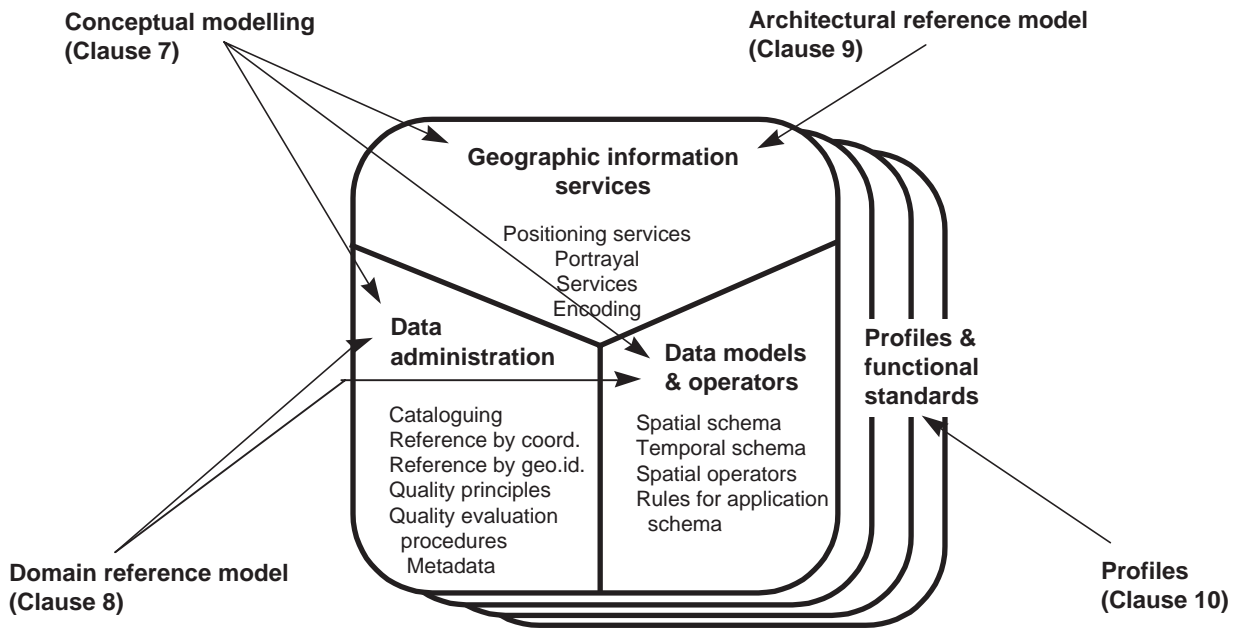 Conceptual modelling
(Clause 7)
Architectural reference model
(Clause 9)
Geographic information
services
Positioning services
Portrayal
Services
Encoding
Data
administration
Cataloguing
Reference by coord.
Reference by geo.id.
Quality principles
Quality evaluation
procedures
Metadata
Data models
& operators
Spatial schema
Temporal schema
Spatial operators
Rules for application
schema
Profiles &
functional
standards
Domain reference model
(Clause 8)
Profiles
(Clause 10)